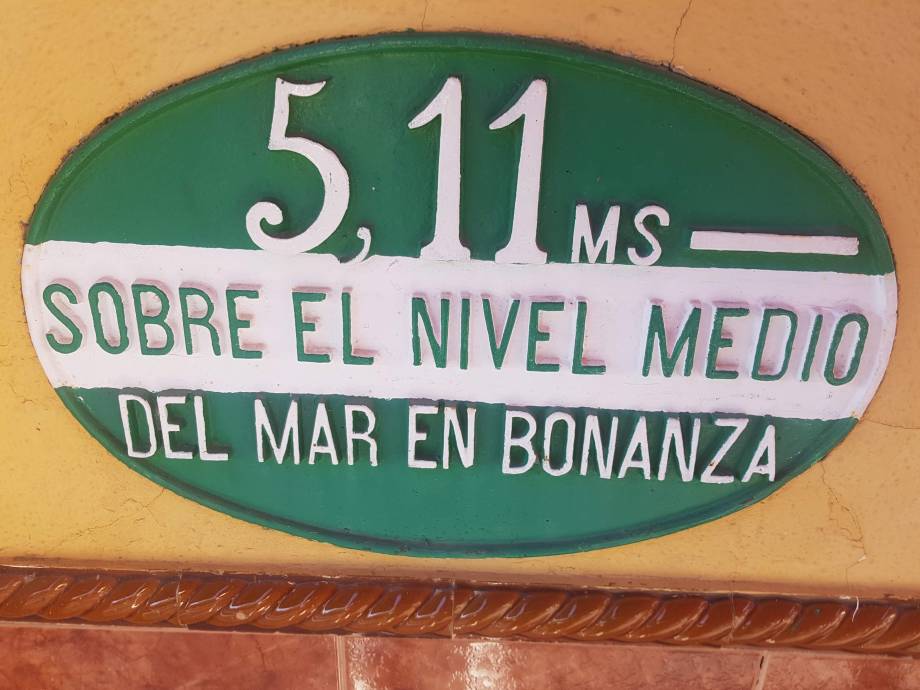 5,11 MS
SOBRE EL NIVEL MEDIO
DEL MAR EN BONANZA